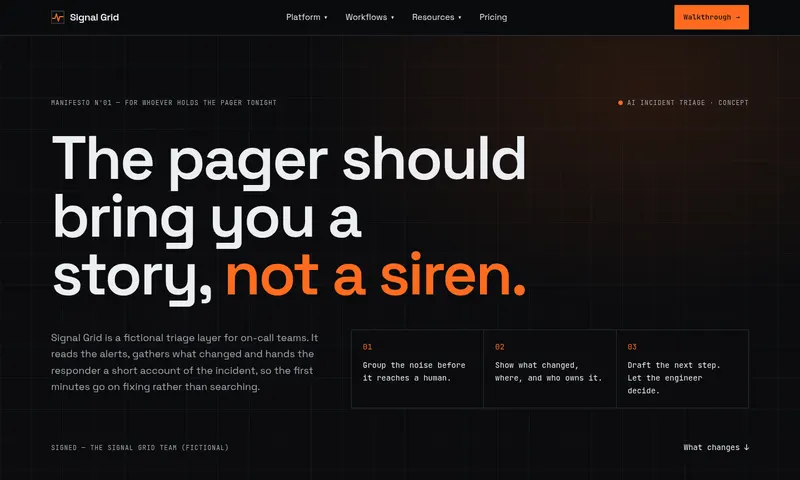 Signal Grid
Platform ▾
Workflows ▾
Resources ▾
Pricing
Walkthrough →
MANIFESTO N°01 — FOR WHOEVER HOLDS THE PAGER TONIGHT
AI INCIDENT TRIAGE · CONCEPT
The pager should
bring you a
story, not a siren.
Signal Grid is a fictional triage layer for on-call teams. It
reads the alerts, gathers what changed and hands the
responder a short account of the incident, so the first
minutes go on fixing rather than searching.
01
Group the noise before
it reaches a human.
02
Show what changed,
where, and who owns it.
03
Draft the next step.
Let the engineer
decide.
SIGNED — THE SIGNAL GRID TEAM (FICTIONAL)
What changes ↓